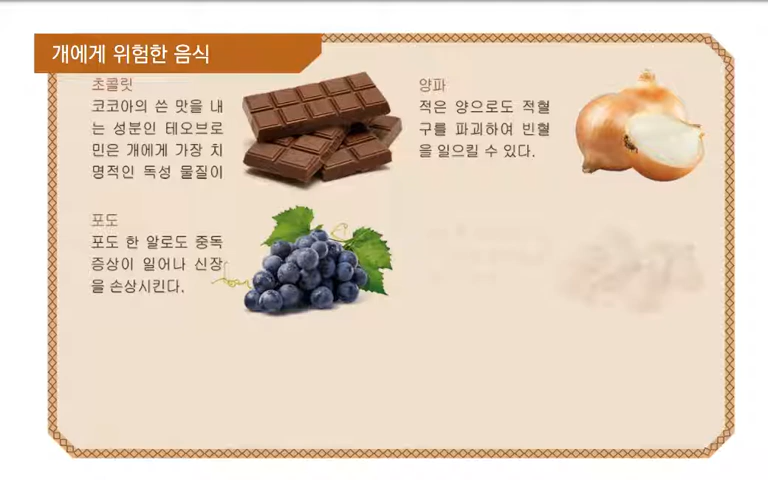 개에게 위험한 음식
초콜릿
코코아의 쓴 맛을 내
는 성분인 테오브로
민은 개에게 가장 치
명적인 독성 물질이
양파
적은 양으로도 적혈
구를 파괴하여 빈혈
을 일으킬 수 있다.
포도
포도 한 알로도 중독
증상이 일어나 신장
을 손상시킨다.